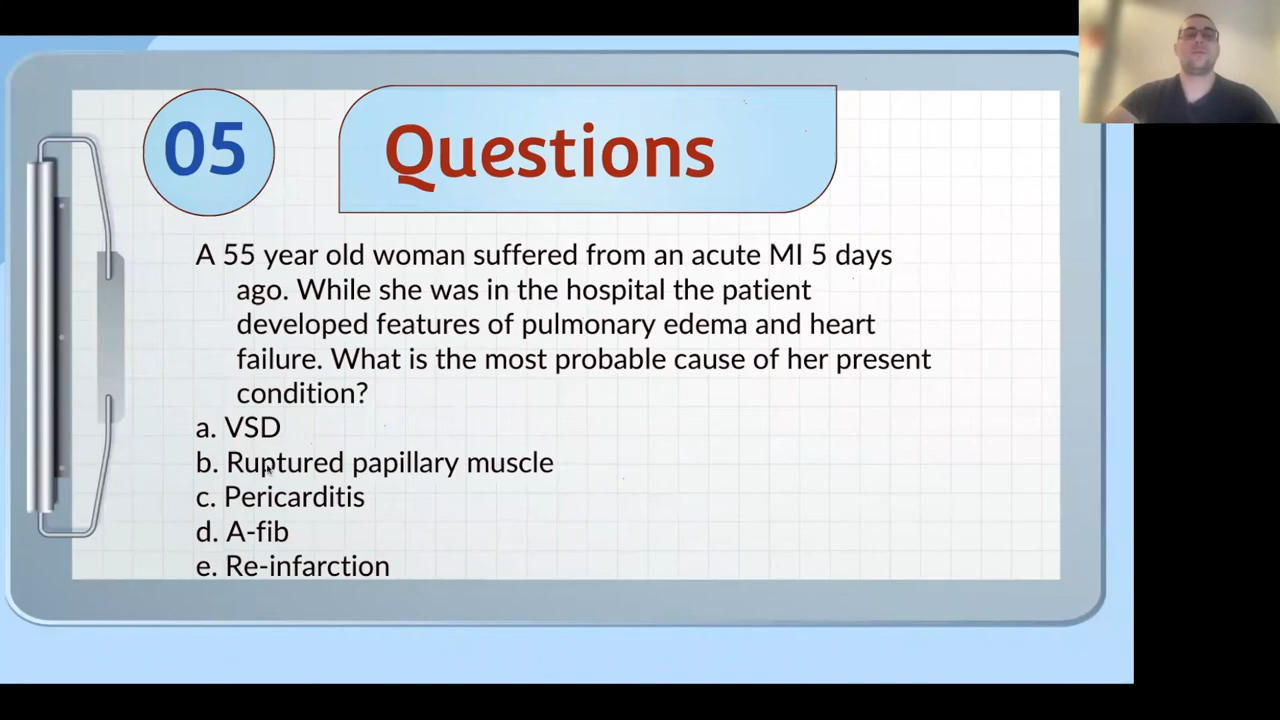 05
Questions
A 55 year old woman suffered from an acute MI 5 days
ago. While she was in the hospital the patient
developed features of pulmonary edema and heart
failure. What is the most probable cause of her present
condition?
a. VSD
b. Ruptured papillary muscle
c. Pericarditis
d. A-fib
e. Re-infarction